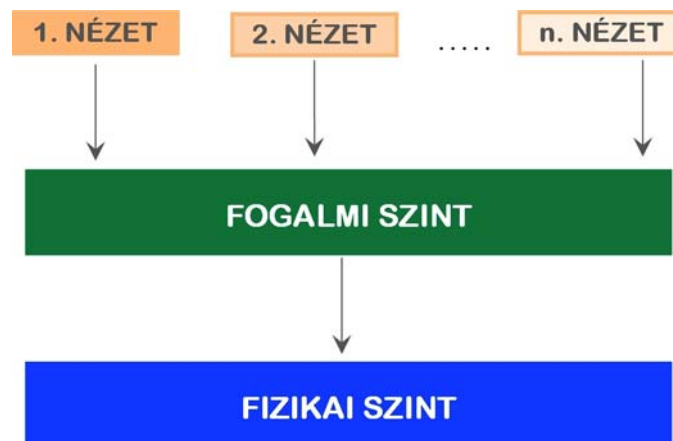 1. NÉZET 2. NÉZET ..... n. NÉZET
FOGALMI SZINT
FIZIKAI SZINT